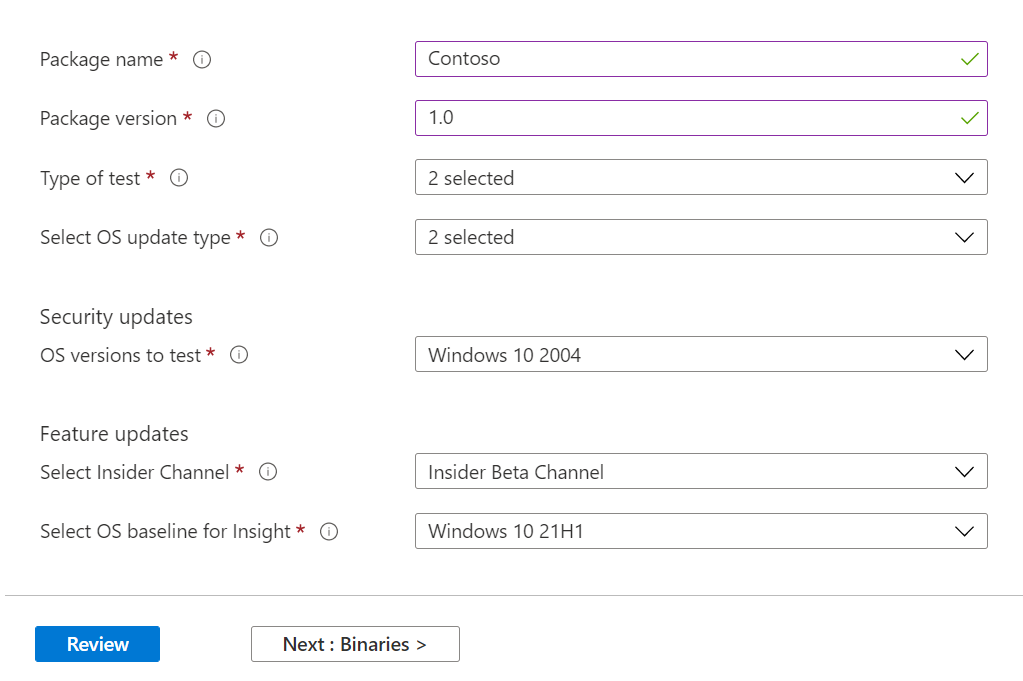 Package name * Contoso
Package version * 1.0
Type of test * 2 selected
Select OS update type * 2 selected
Security updates
OS versions to test * Windows 10 2004
Feature updates
Select Insider Channel * Insider Beta Channel
Select OS baseline for Insight * Windows 10 21H1
Review Next : Binaries >